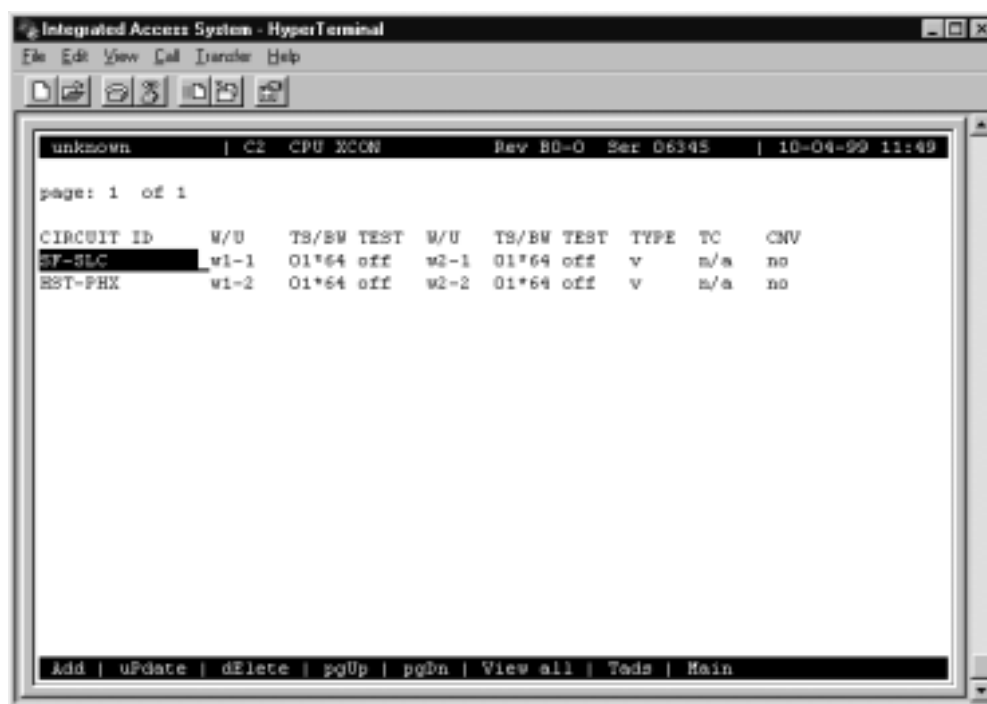 Integrated Access System - HyperTerminal
File Edit View Call Transfer Help
unknown | C2 CPU XCON Rev B0-0 Ser 06345 | 10-04-99 11:49
page: 1 of 1
CIRCUIT ID W/U TS/BW TEST W/U TS/BW TEST TYPE TC CNV
SF-SLC w1-1 01*64 off w2-1 01*64 off v n/a no
HST-PHX w1-2 01*64 off w2-2 01*64 off v n/a no
Add | uPdate | dElete | pgUp | pgDn | View all | Tads | Main